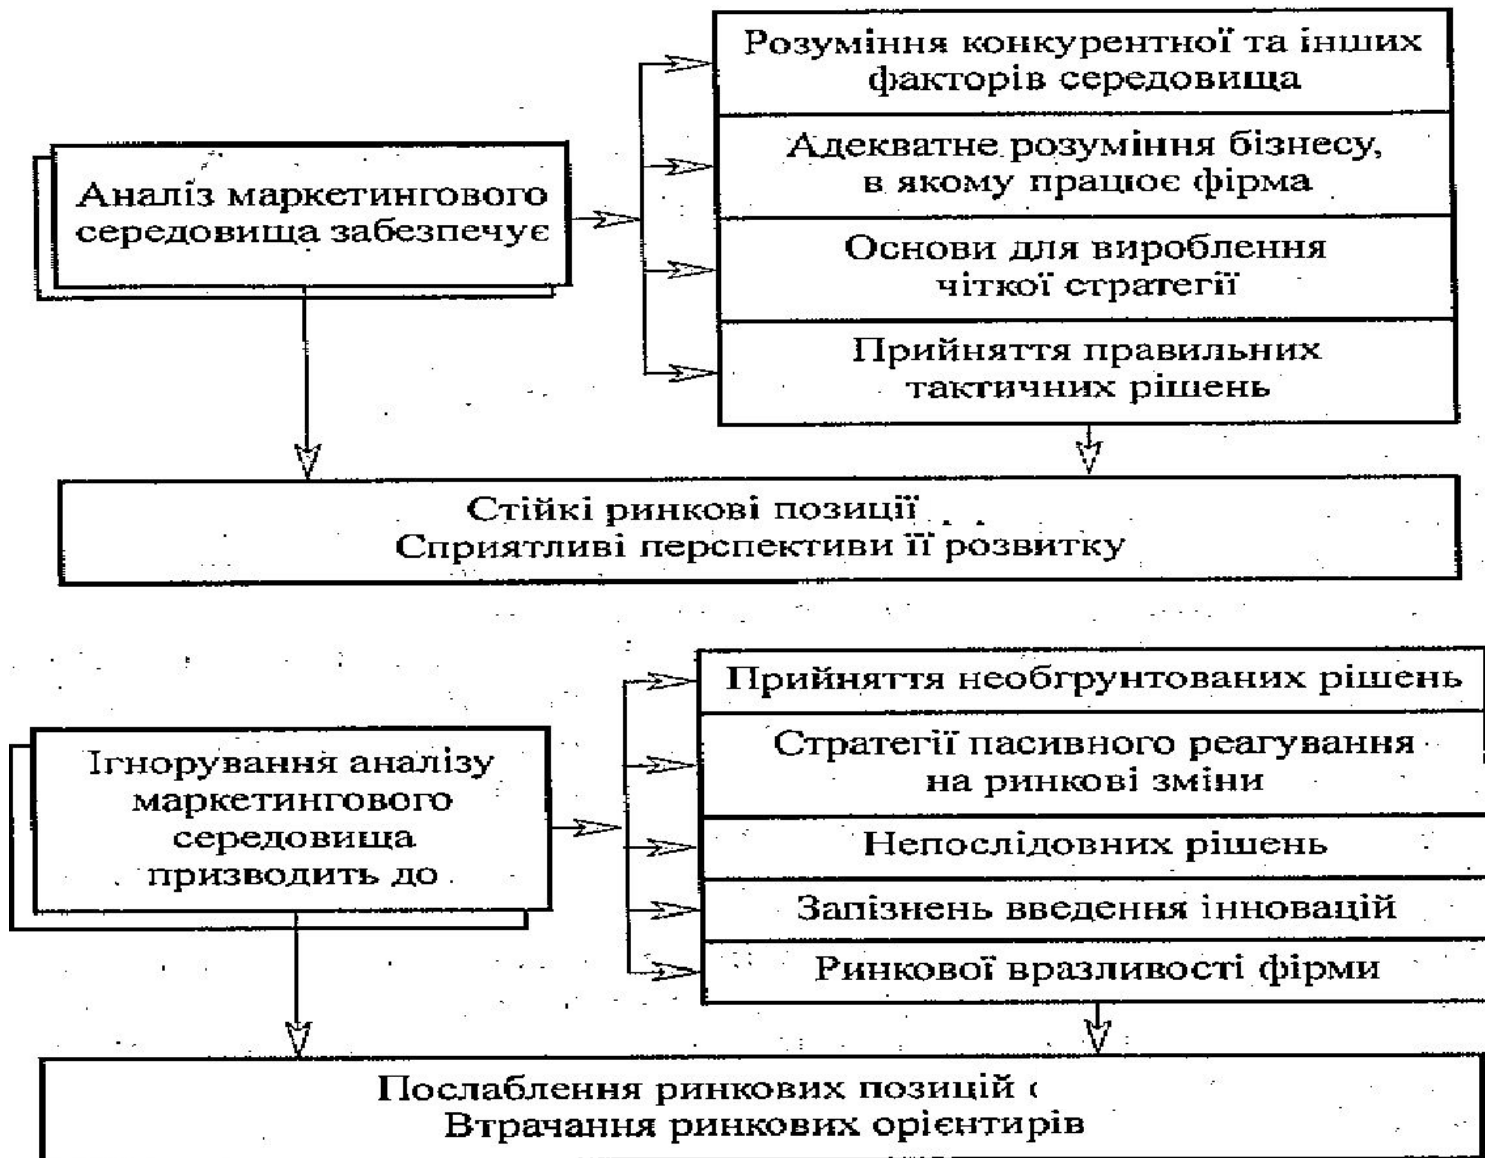 Розуміння конкурентної та інших
факторів середовища
Аналіз маркетингового
середовища забезпечує
Адекватне розуміння бізнесу,
в якому працює фірма
Основи для вироблення
чіткої стратегії
Прийняття правильних
тактичних рішень
Стійкі ринкові позиції
Сприятливі перспективи її розвитку
Ігнорування аналізу
маркетингового
середовища
призводить до
Прийняття необгрунтованих рішень
Стратегії пасивного реагування
на ринкові зміни
Непослідовних рішень
Запізнень введення інновацій
Ринкової вразливості фірми
Послаблення ринкових позицій
Втрачання ринкових орієнтирів